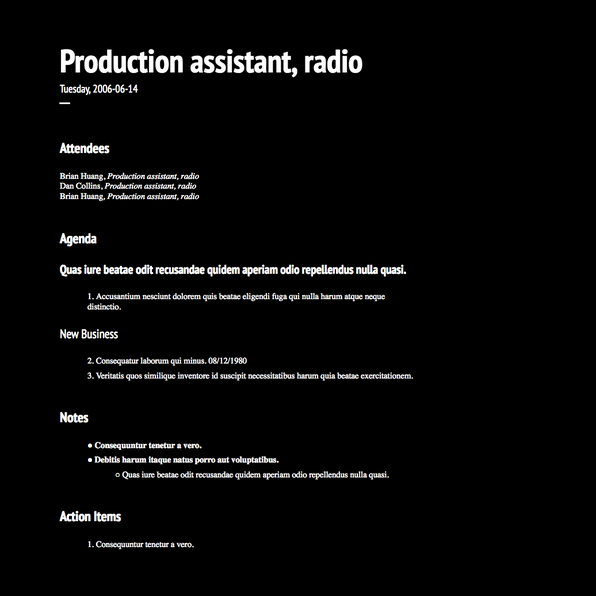 Production assistant, radio
Tuesday, 2006-06-14
Attendees
Brian Huang, Production assistant, radio
Dan Collins, Production assistant, radio
Brian Huang, Production assistant, radio
Agenda
Quas iure beatae odit recusandae quidem aperiam odio repellendus nulla quasi.
1. Accusantium nesciunt dolorem quis beatae eligendi fuga qui nulla harum atque neque
distinctio.
New Business
2. Consequatur laborum qui minus. 08/12/1980
3. Veritatis quos similique inventore id suscipit necessitatibus harum quia beatae exercitationem.
Notes
● Consequuntur tenetur a vero.
● Debitis harum itaque natus porro aut voluptatibus.
○ Quas iure beatae odit recusandae quidem aperiam odio repellendus nulla quasi.
Action Items
1. Consequuntur tenetur a vero.